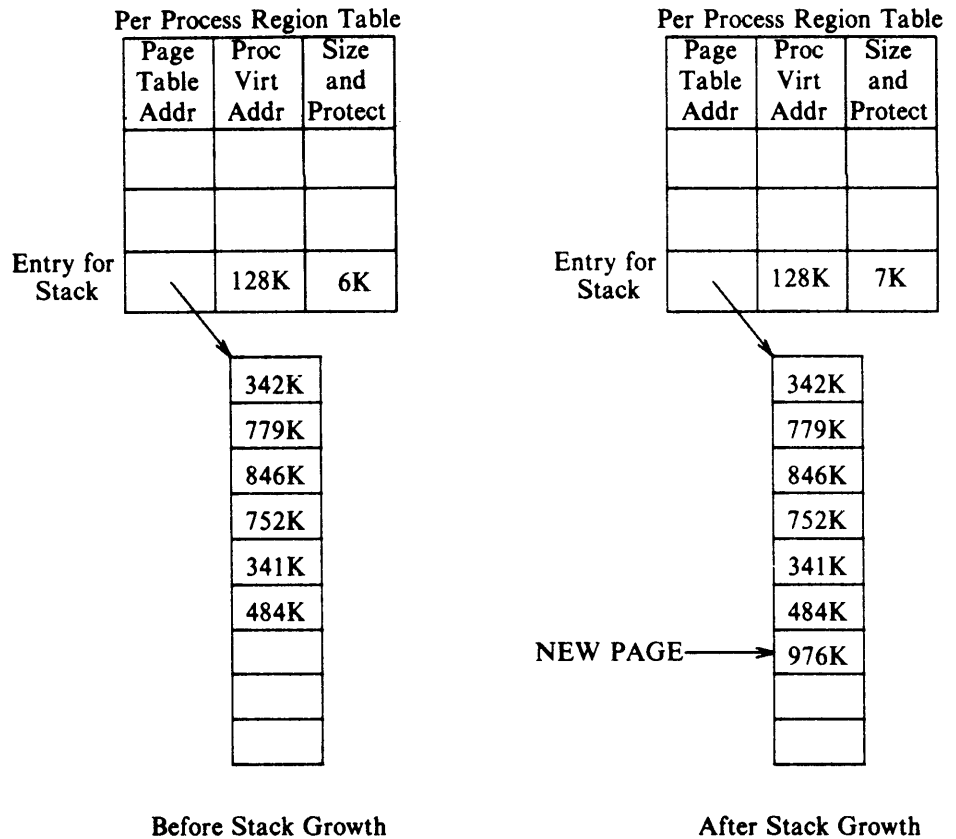 Per Process Region Table
Page Table Addr
Proc Virt Addr
Size and Protect
Entry for Stack
128K
6K
342K
779K
846K
752K
341K
484K
Before Stack Growth
Per Process Region Table
Page Table Addr
Proc Virt Addr
Size and Protect
Entry for Stack
128K
7K
342K
779K
846K
752K
341K
484K
NEW PAGE
976K
After Stack Growth